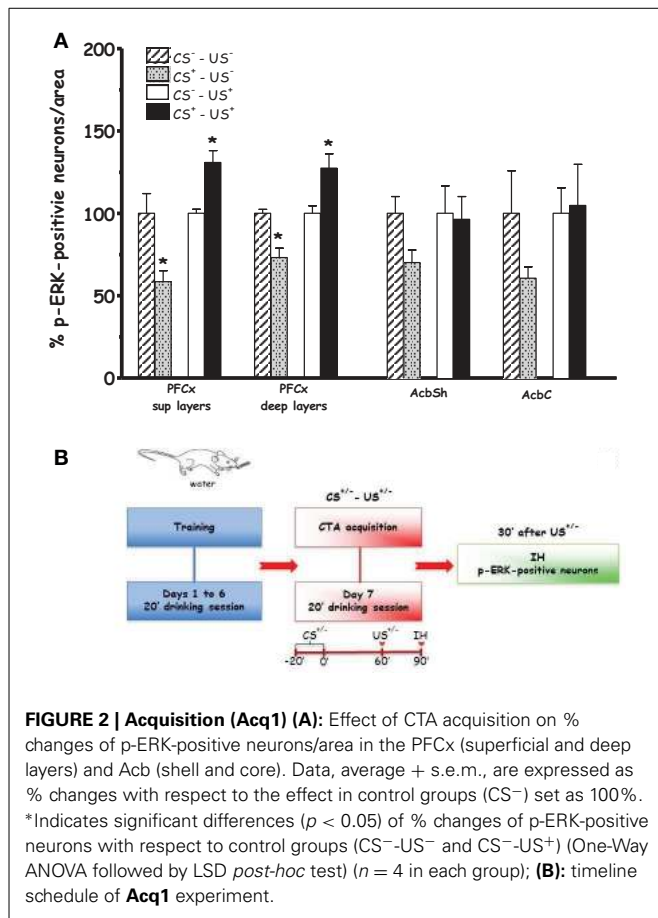 A
200
150
100
50
0
% p-ERK-positivie neurons/area
CS⁻ - US⁻
CS⁺ - US⁻
CS⁻ - US⁺
CS⁺ - US⁺
* * * *
PFCx
sup layers
PFCx
deep layers
AcbSh
AcbC
B
water
Training
Days 1 to 6
20' drinking session
CS⁺/⁻ - US⁺/⁻
CTA acquisition
Day 7
20' drinking session
CS⁺/⁻ US⁺/⁻ IH
-20' 0' 60' 90'
30' after US⁺/⁻
IH
p-ERK-positive neurons
FIGURE 2 | Acquisition (Acq1) (A): Effect of CTA acquisition on %
changes of p-ERK-positive neurons/area in the PFCx (superficial and deep
layers) and Acb (shell and core). Data, average + s.e.m., are expressed as
% changes with respect to the effect in control groups (CS⁻) set as 100%.
*Indicates significant differences (p < 0.05) of % changes of p-ERK-positive
neurons with respect to control groups (CS⁻-US⁻ and CS⁻-US⁺) (One-Way
ANOVA followed by LSD post-hoc test) (n = 4 in each group); (B): timeline
schedule of Acq1 experiment.